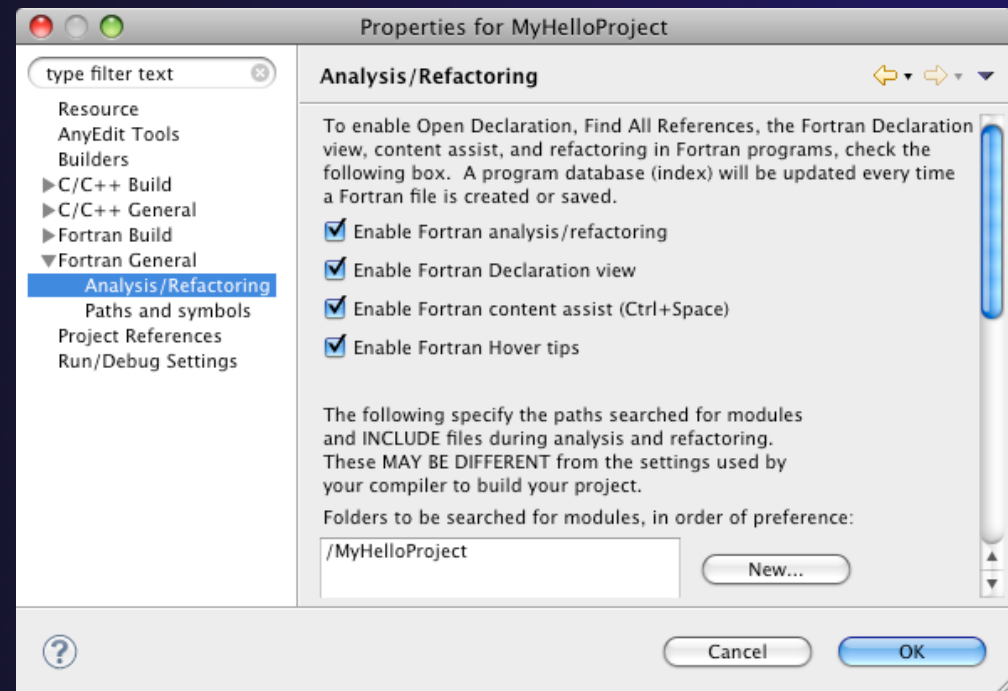 Properties for MyHelloProject
type filter text
Resource
AnyEdit Tools
Builders
C/C++ Build
C/C++ General
Fortran Build
Fortran General
Analysis/Refactoring
Paths and symbols
Project References
Run/Debug Settings
Analysis/Refactoring
To enable Open Declaration, Find All References, the Fortran Declaration
view, content assist, and refactoring in Fortran programs, check the
following box.  A program database (index) will be updated every time
a Fortran file is created or saved.
Enable Fortran analysis/refactoring
Enable Fortran Declaration view
Enable Fortran content assist (Ctrl+Space)
Enable Fortran Hover tips
The following specify the paths searched for modules
and INCLUDE files during analysis and refactoring.
These MAY BE DIFFERENT from the settings used by
your compiler to build your project.
Folders to be searched for modules, in order of preference:
/MyHelloProject
New...
?
Cancel
OK